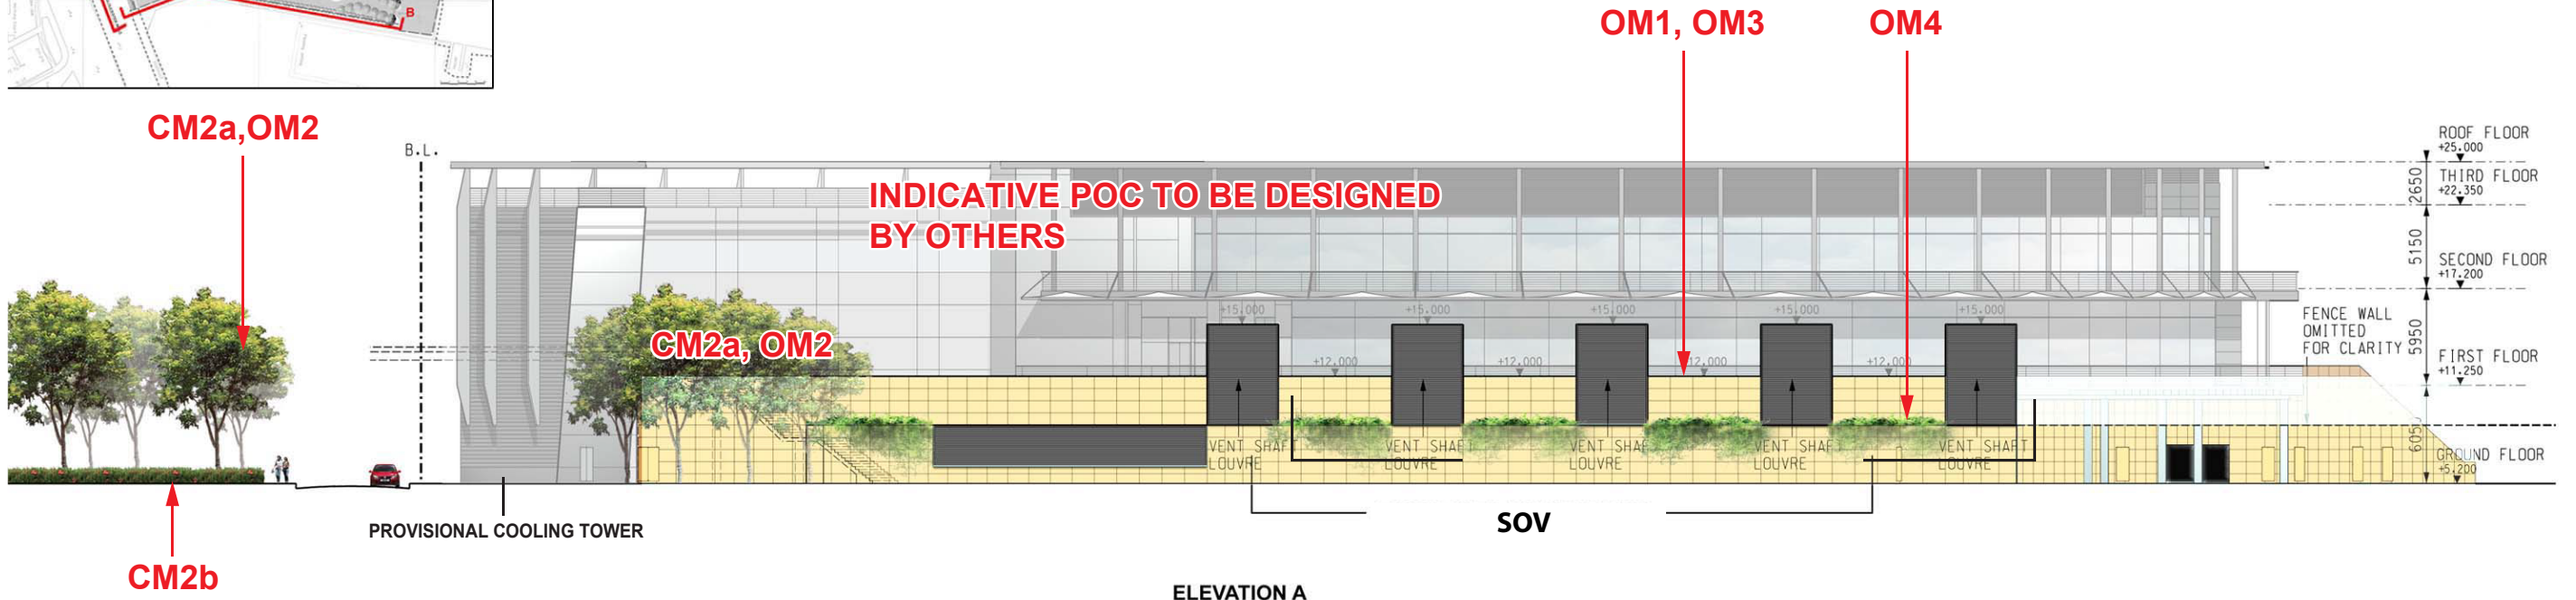 B
OM1, OM3
OM4
CM2a,OM2
B.L.
ROOF FLOOR
+25.000
2650
THIRD FLOOR
+22.350
INDICATIVE POC TO BE DESIGNED
BY OTHERS
5150
SECOND FLOOR
+17.200
+15.000
+15.000
+15.000
+15.000
+15.000
FENCE WALL
OMITTED
FOR CLARITY
5950
CM2a, OM2
+12.000
+12.000
12.000
+12.000
FIRST FLOOR
+11.250
VENT SHAFT
LOUVRE
VENT SHAFT
LOUVRE
VENT SHAF
LOUVRE
VENT SHAFT
LOUVRE
VENT SHAFT
LOUVRE
6050
GROUND FLOOR
+5.200
SOV
PROVISIONAL COOLING TOWER
CM2b
ELEVATION A